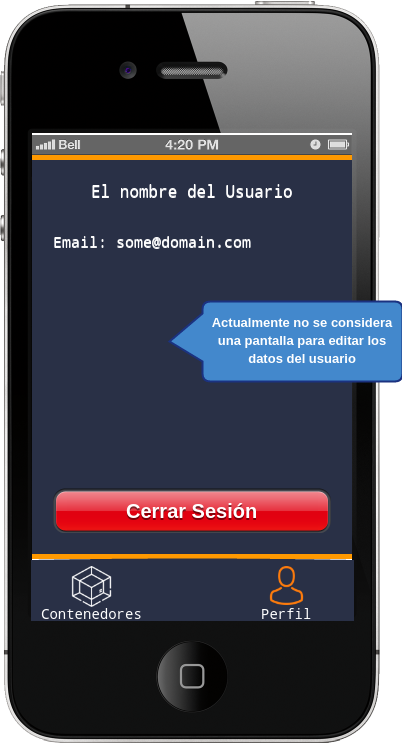 Bell 4:20 PM
El nombre del Usuario
Email: some@domain.com
Actualmente no se considera
una pantalla para editar los
datos del usuario
Cerrar Sesión
Contenedores Perfil